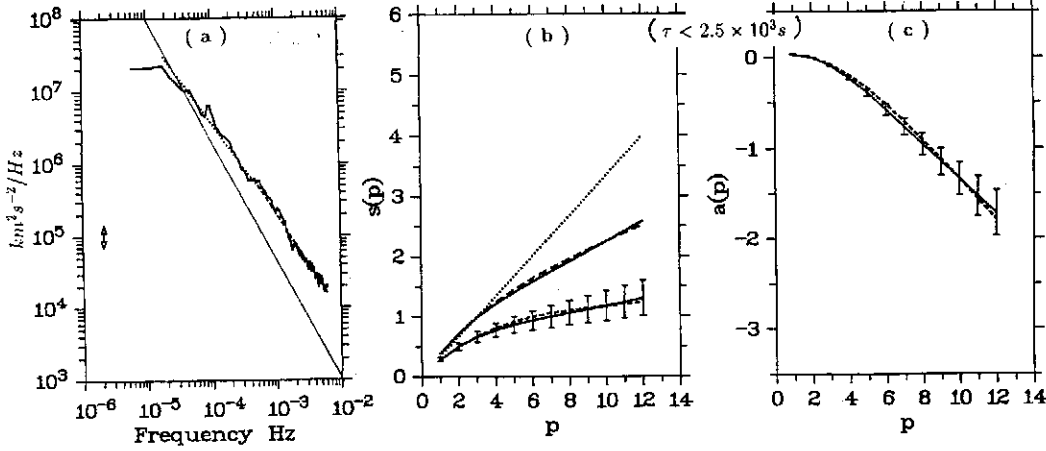 ( a )
km²s⁻²/Hz
10⁸
10⁷
10⁶
10⁵
10⁴
10³
10⁻⁶ 10⁻⁵ 10⁻⁴ 10⁻³ 10⁻²
Frequency Hz
( b )
s(p)
6
5
4
3
2
1
0
0 2 4 6 8 10 12 14
p
( τ < 2.5 × 10³s )
( c )
a(p)
0
-1
-2
-3
0 2 4 6 8 10 12 14
p